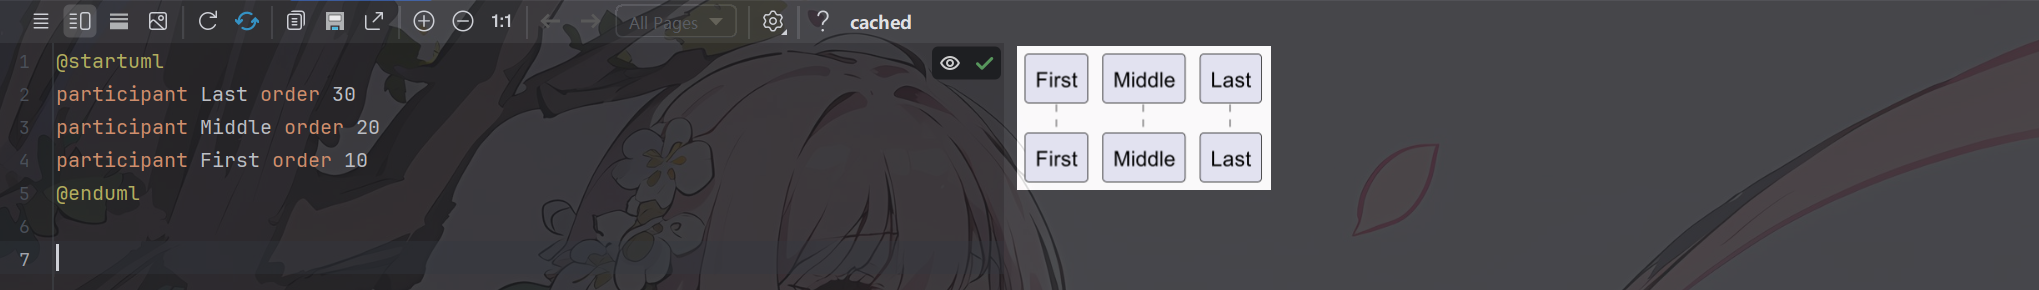 1:1 All Pages ? cached
1 @startuml
2 participant Last order 30
3 participant Middle order 20
4 participant First order 10
5 @enduml
6
7
First Middle Last
First Middle Last